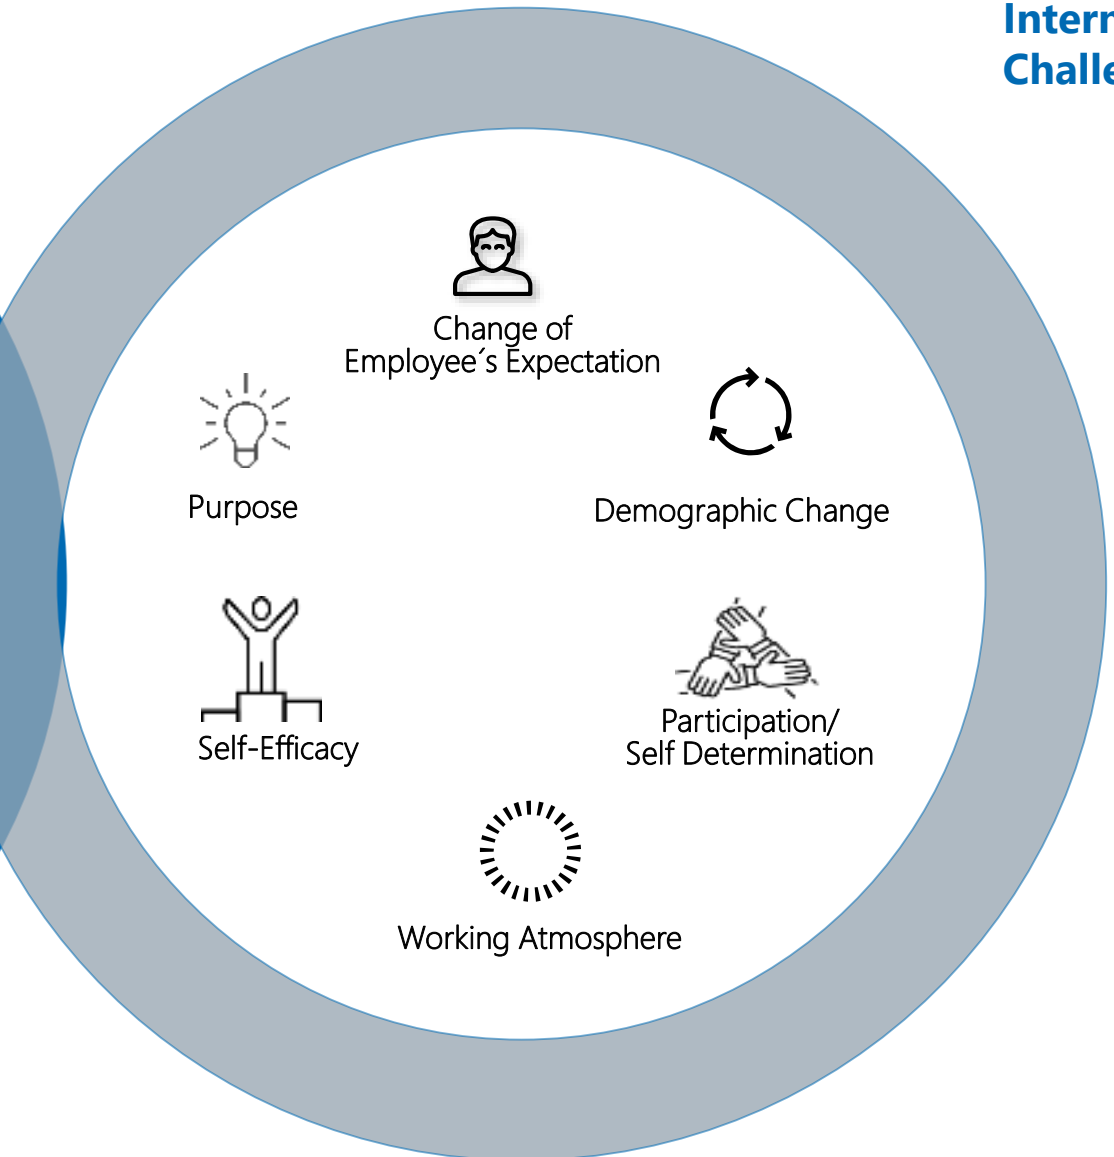 Change of
Employee´s Expectation
Purpose
Demographic Change
Self-Efficacy
Participation/
Self Determination
Working Atmosphere